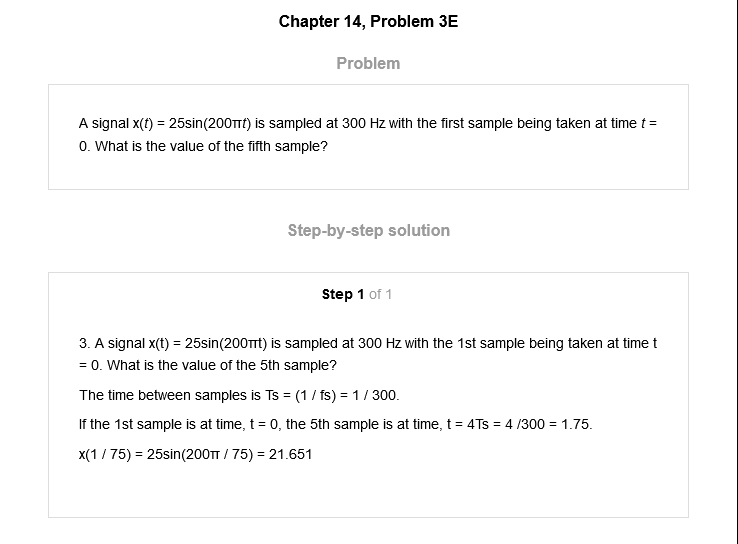 Chapter 14, Problem 3E
Problem
A signal x(t) = 25sin(200πt) is sampled at 300 Hz with the first sample being taken at time t =
0. What is the value of the fifth sample?
Step-by-step solution
Step 1 of 1
3. A signal x(t) = 25sin(200πt) is sampled at 300 Hz with the 1st sample being taken at time t
= 0. What is the value of the 5th sample?
The time between samples is Ts = (1 / fs) = 1 / 300.
If the 1st sample is at time, t = 0, the 5th sample is at time, t = 4Ts = 4 /300 = 1.75.
x(1 / 75) = 25sin(200π / 75) = 21.651